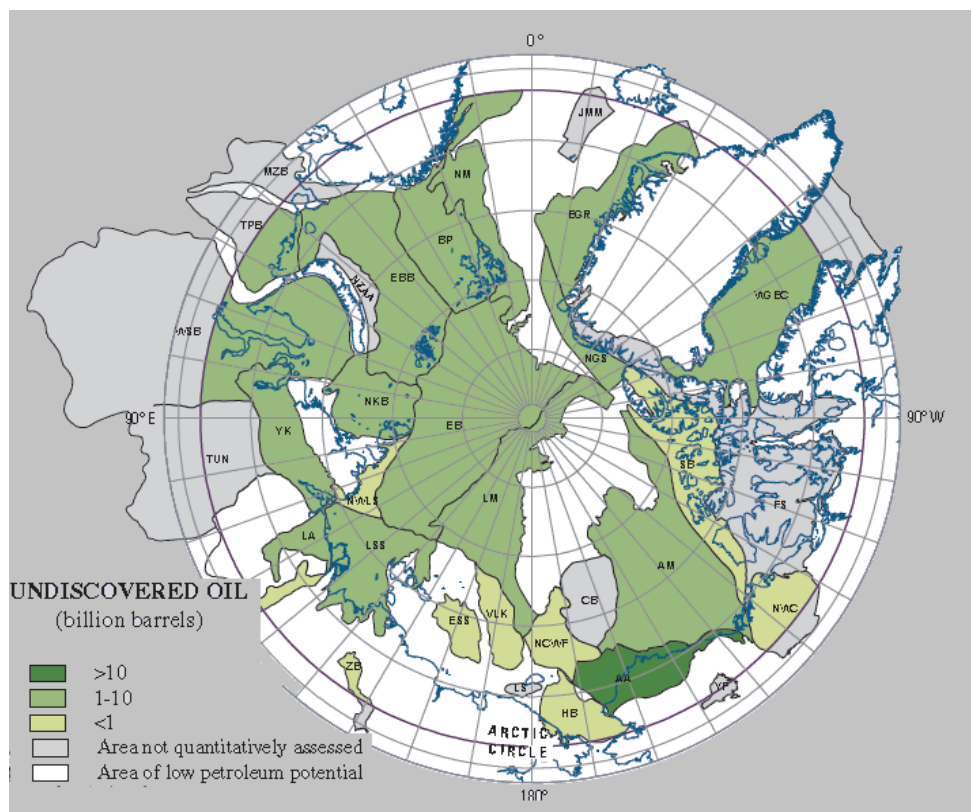 0°
JMM
MZB
NM
TPB
EGR
BP
EBB
NZAA
WGEC
WSB
NGS
NKB
90°E
90°W
YK
EB
TUN
SB
LM
NWLS
FS
LA
LSS
AM
UNDISCOVERED OIL
(billion barrels)
CB
NWC
ESS
VLK
NCWF
ZB
>10
AA
LS
YF
1-10
HB
<1
ARCTIC
CIRCLE
Area not quantitatively assessed
Area of low petroleum potential
180°